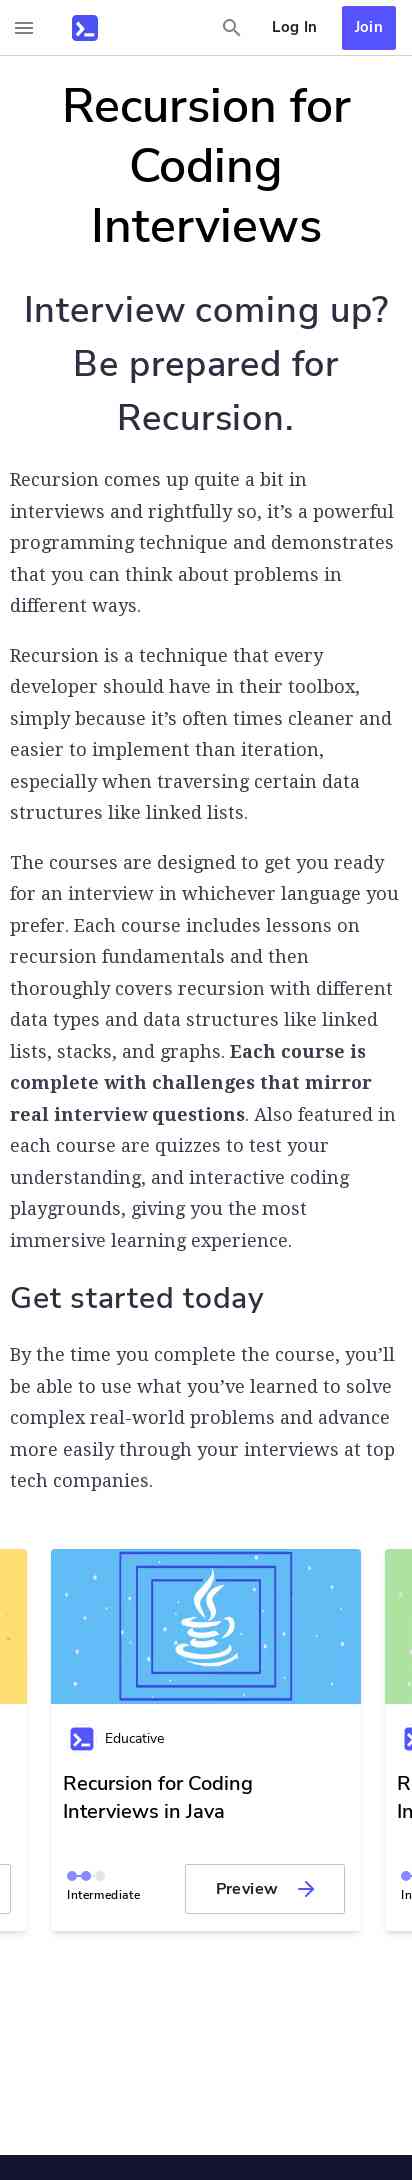 Log In
Join
Recursion for
Coding
Interviews
Interview coming up?
Be prepared for
Recursion.
Recursion comes up quite a bit in
interviews and rightfully so, it’s a powerful
programming technique and demonstrates
that you can think about problems in
different ways.
Recursion is a technique that every
developer should have in their toolbox,
simply because it’s often times cleaner and
easier to implement than iteration,
especially when traversing certain data
structures like linked lists.
The courses are designed to get you ready
for an interview in whichever language you
prefer. Each course includes lessons on
recursion fundamentals and then
thoroughly covers recursion with different
data types and data structures like linked
lists, stacks, and graphs. Each course is
complete with challenges that mirror
real interview questions. Also featured in
each course are quizzes to test your
understanding, and interactive coding
playgrounds, giving you the most
immersive learning experience.
Get started today
By the time you complete the course, you’ll
be able to use what you’ve learned to solve
complex real-world problems and advance
more easily through your interviews at top
tech companies.
Educative
Recursion for Coding
Interviews in Java
Intermediate
Preview